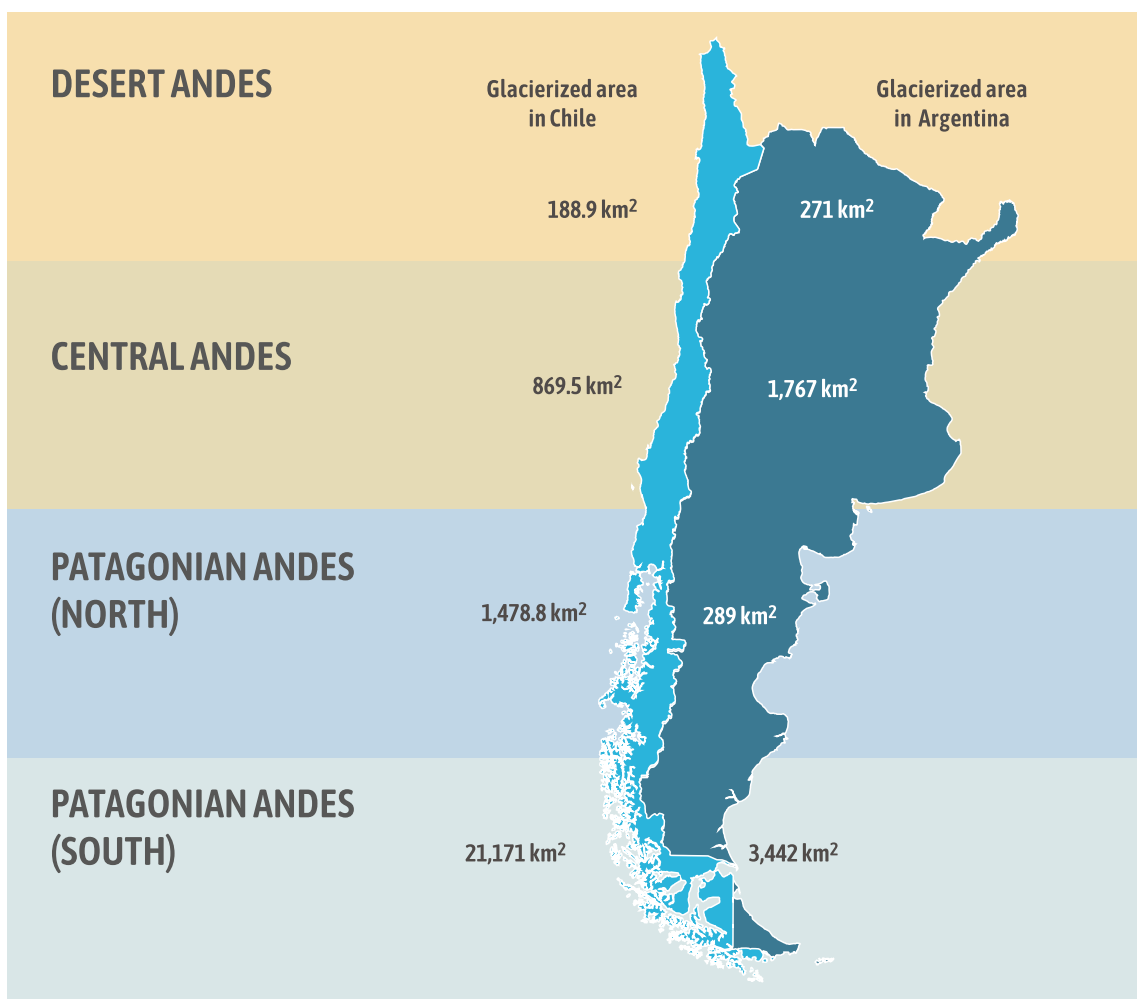 DESERT ANDES
Glacierized area
in Chile
Glacierized area
in Argentina
188.9 km²
271 km²
CENTRAL ANDES
869.5 km²
1,767 km²
PATAGONIAN ANDES
(NORTH)
1,478.8 km²
289 km²
PATAGONIAN ANDES
(SOUTH)
21,171 km²
3,442 km²